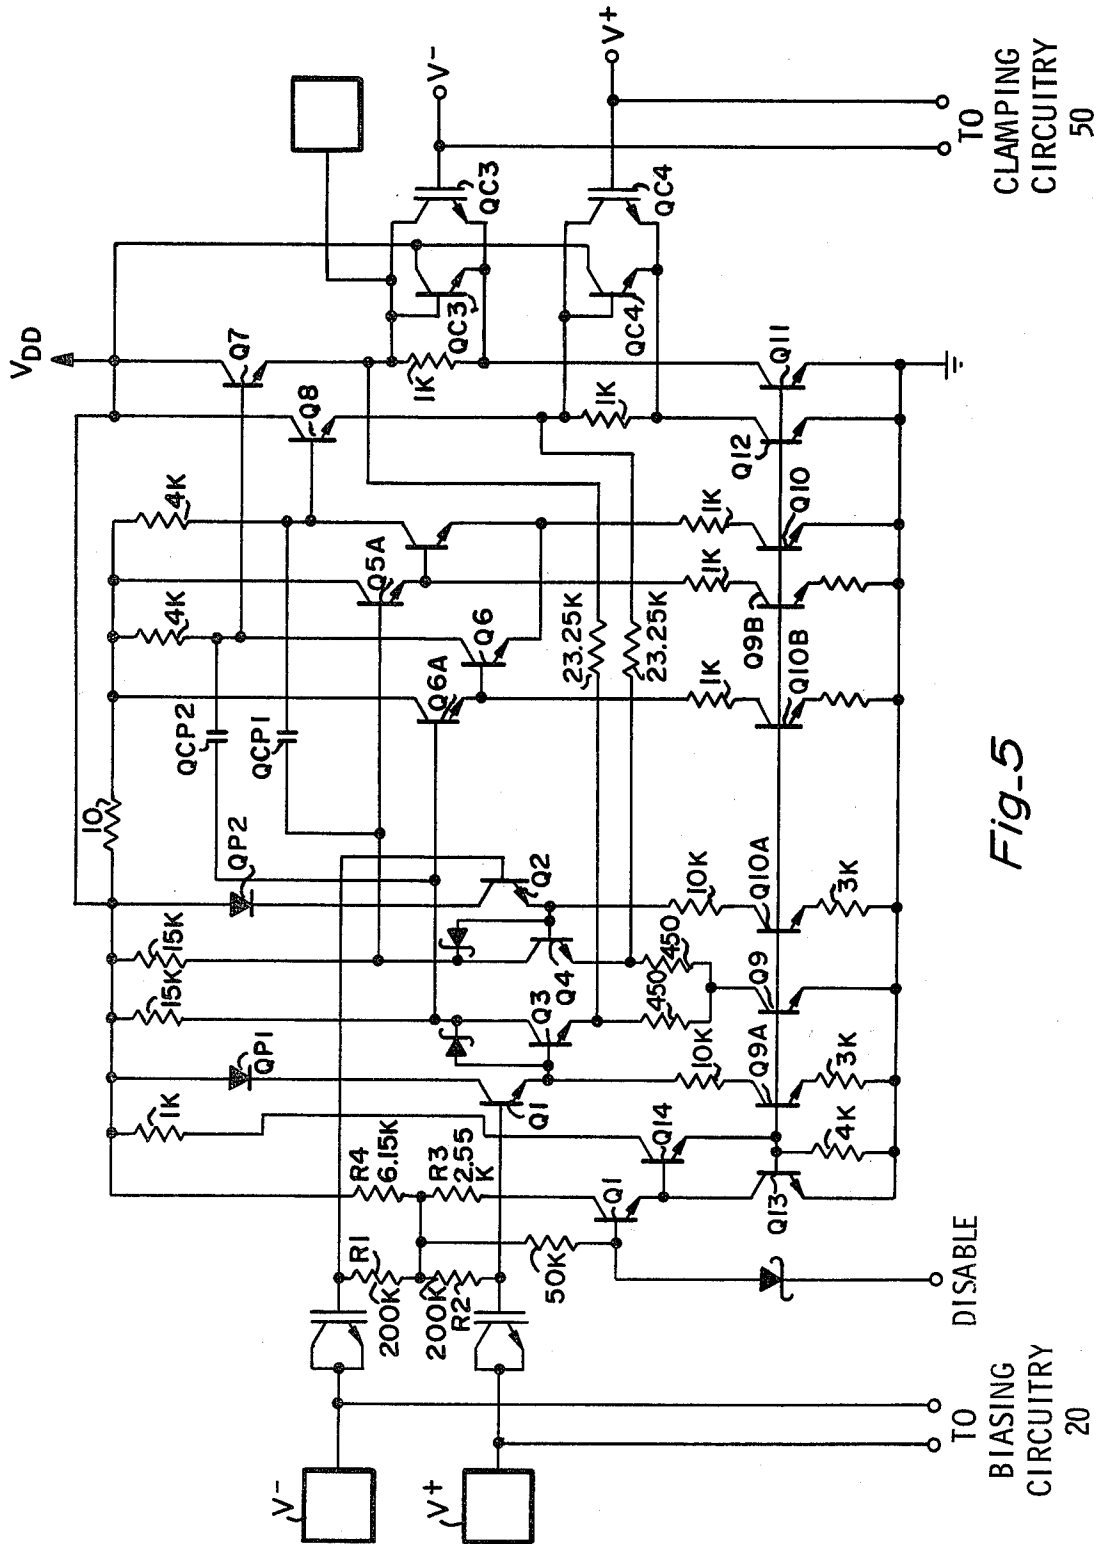 VDD
V-
V+
TO
CLAMPING
CIRCUITRY
50
QC3
QC3
QC4
QC4
Q7
1K
Q11
Q8
1K
Q12
4K
Q10
1K
Q5A
1K
Q9B
4K
Q6
23.25K
23.25K
Q6A
1K
Q10B
QCP2
QCP1
10
QP2
Q2
10K
Q10A
3K
15K
Q4
450
Q9
15K
Q3
450
Q9A
10K
3K
QP1
Q1
1K
Q14
4K
R4
6.15K
R3
2.55
K
Q1
Q13
R1
200K
200K
R2
50K
DISABLE
V-
V+
TO
BIASING
CIRCUITRY
20
Fig_5